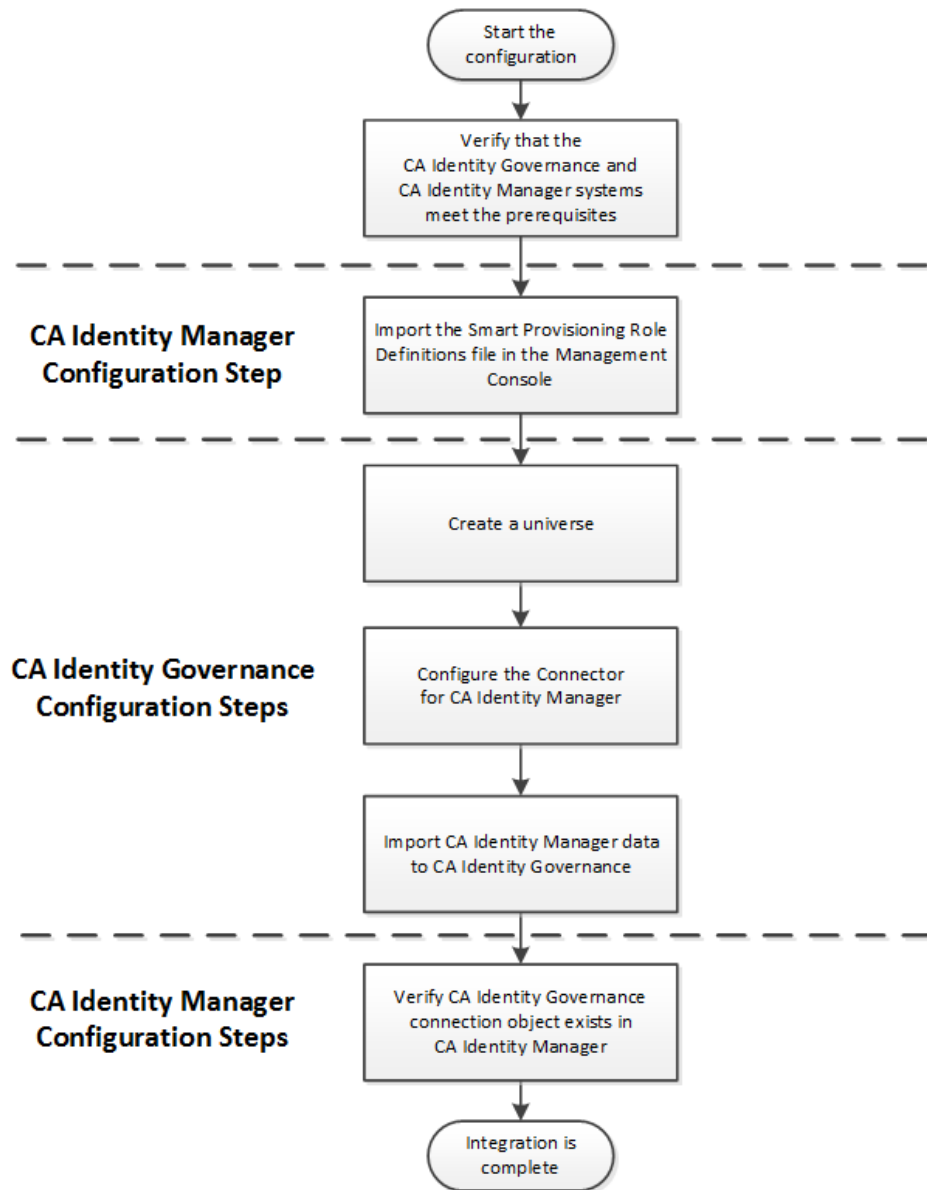 Start the
configuration
Verify that the
CA Identity Governance and
CA Identity Manager systems
meet the prerequisites
CA Identity Manager
Configuration Step
Import the Smart Provisioning Role
Definitions file in the Management
Console
Create a universe
CA Identity Governance
Configuration Steps
Configure the Connector
for CA Identity Manager
Import CA Identity Manager data
to CA Identity Governance
CA Identity Manager
Configuration Steps
Verify CA Identity Governance
connection object exists in
CA Identity Manager
Integration is
complete